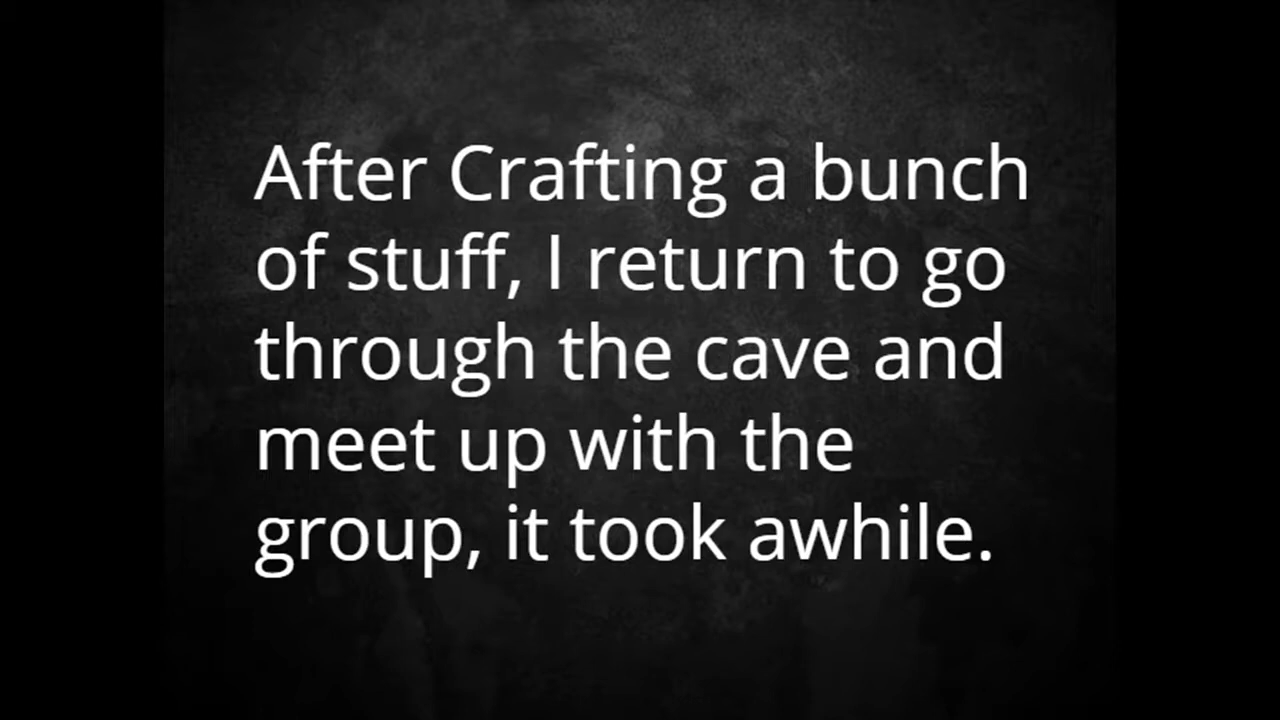 After Crafting a bunch
of stuff, I return to go
through the cave and
meet up with the
group, it took awhile.